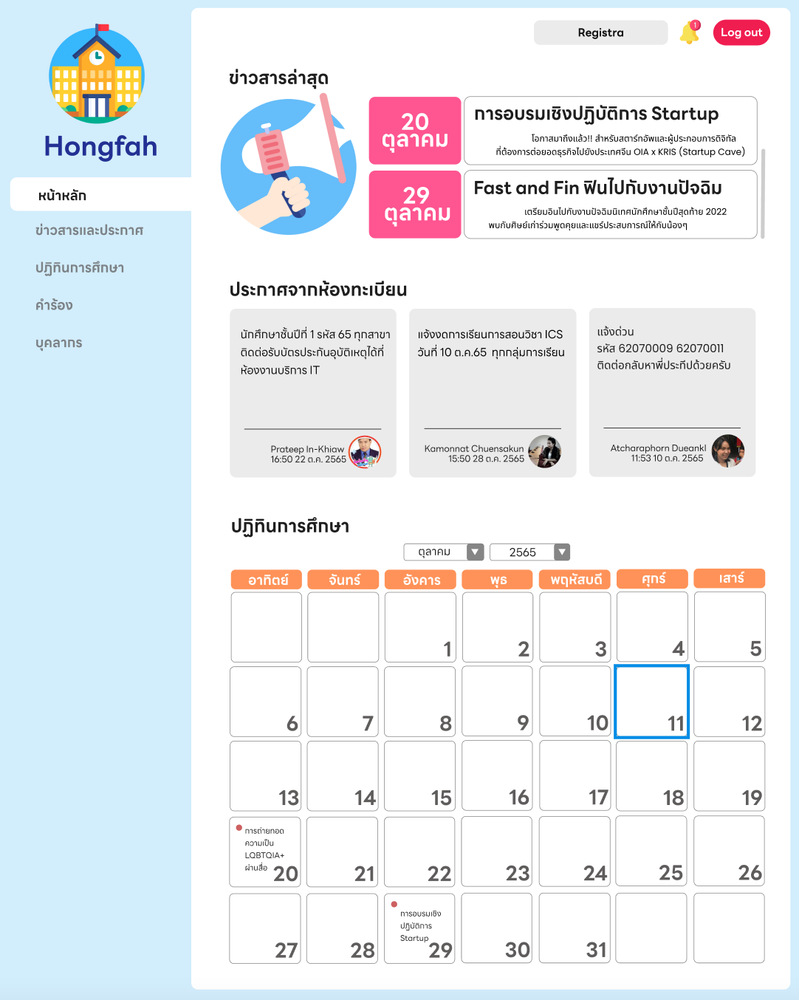 Registra
1
Log out
Hongfah
หน้าหลัก
ข่าวสารและประกาศ
ปฏิทินการศึกษา
คำร้อง
บุคลากร
ข่าวสารล่าสุด
20
ตุลาคม
การอบรมเชิงปฏิบัติการ Startup
โอกาสมาถึงแล้ว!! สำหรับสตาร์ทอัพและผู้ประกอบการดิจิทัล
ที่ต้องการต่อยอดธุรกิจไปยังประเทศจีน OIA x KRIS (Startup Cave)
29
ตุลาคม
Fast and Fin ฟินไปกับงานปัจฉิม
เตรียมอินไปกับงานปัจฉิมนิเทศนักศึกษาชั้นปีสุดท้าย 2022
พบกับศิษย์เก่าร่วมพูดคุยและแชร์ประสบการณ์ให้กับน้องๆ
ประกาศจากห้องทะเบียน
นักศึกษาชั้นปีที่ 1 รหัส 65 ทุกสาขา
ติดต่อรับบัตรประกันอุบัติเหตุได้ที่
ห้องงานบริการ IT
Prateep In-Khiaw
16:50 22 ต.ค. 2565
แจ้งงดการเรียนการสอนวิชา ICS
วันที่ 10 ต.ค.65 ทุกกลุ่มการเรียน
Kamonnat Chuensakun
15:50 28 ต.ค. 2565
แจ้งด่วน
รหัส 62070009 62070011
ติดต่อกลับหาพี่ประทีปด้วยครับ
Atcharaphorn Dueankl
11:53 10 ต.ค. 2565
ปฏิทินการศึกษา
ตุลาคม 2565
อาทิตย์ จันทร์ อังคาร พุธ พฤหัสบดี ศุกร์ เสาร์
1 2 3 4 5
6 7 8 9 10 11 12
13 14 15 16 17 18 19
การถ่ายทอด
ความเป็น
LQBTQIA+
ผ่านสื่อ
20 21 22 23 24 25 26
การอบรมเชิง
ปฏิบัติการ
Startup
27 28 29 30 31